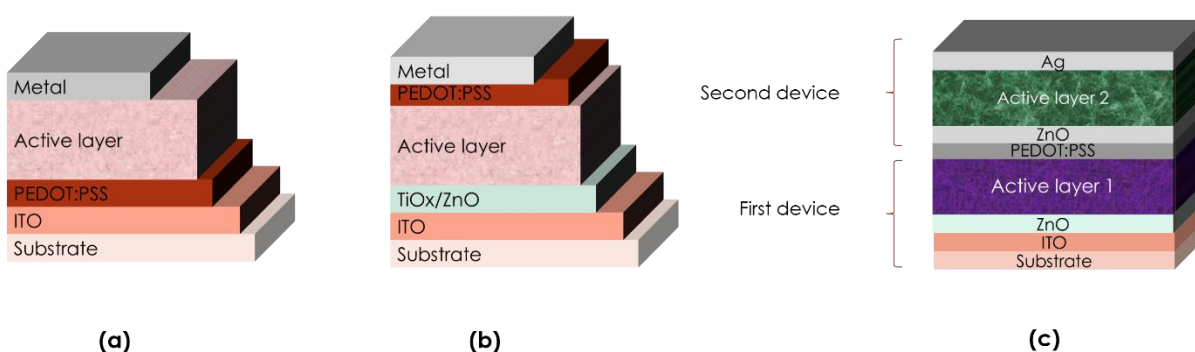 Metal
Active layer
PEDOT:PSS
ITO
Substrate
(a)
Metal
PEDOT:PSS
Active layer
TiOx/ZnO
ITO
Substrate
(b)
Second device
First device
Ag
Active layer 2
ZnO
PEDOT:PSS
Active layer 1
ZnO
ITO
Substrate
(c)